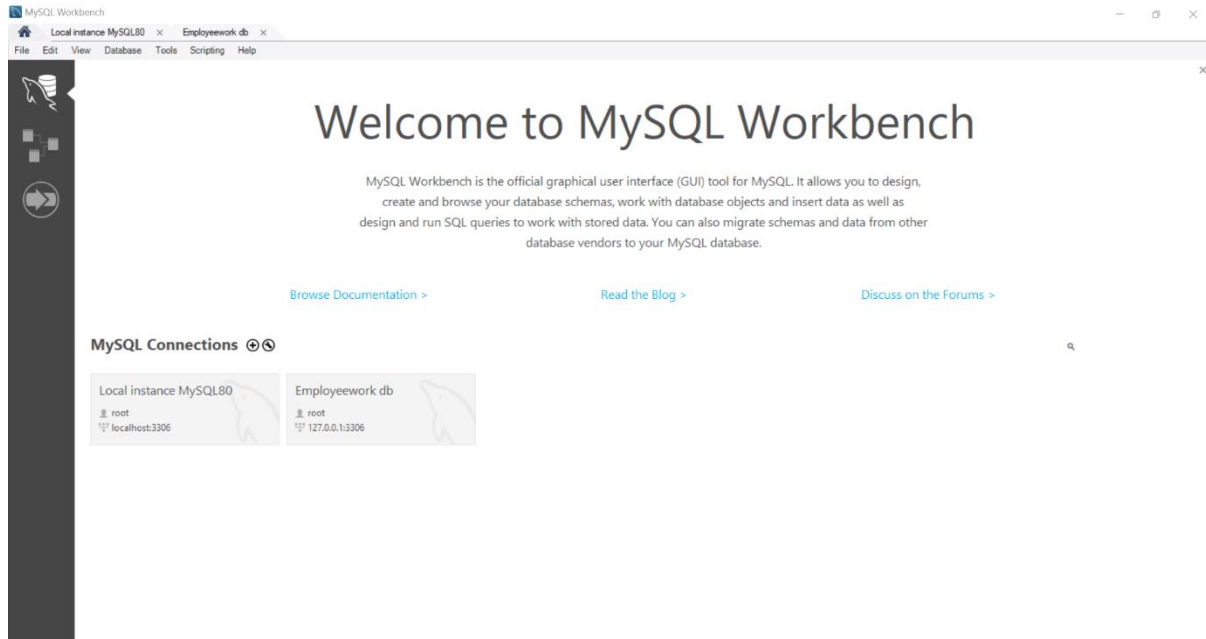 MySQL Workbench
Local instance MySQL80 × Employeework db ×
File Edit View Database Tools Scripting Help
Welcome to MySQL Workbench
MySQL Workbench is the official graphical user interface (GUI) tool for MySQL. It allows you to design,
create and browse your database schemas, work with database objects and insert data as well as
design and run SQL queries to work with stored data. You can also migrate schemas and data from other
database vendors to your MySQL database.
Browse Documentation > Read the Blog > Discuss on the Forums >
MySQL Connections
Local instance MySQL80
root
localhost:3306
Employeework db
root
127.0.0.1:3306